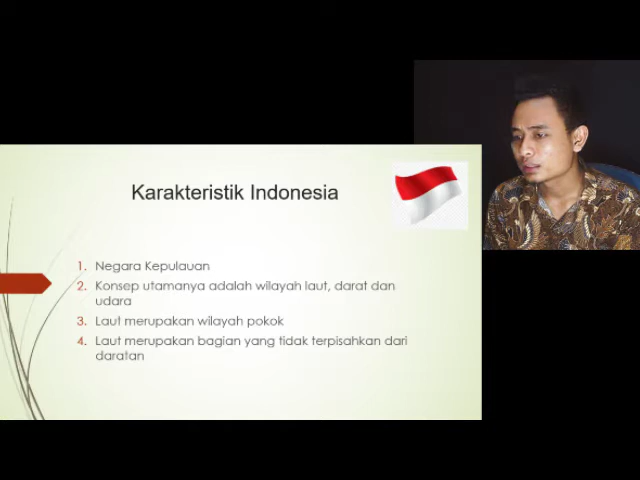 Karakteristik Indonesia
1. Negara Kepulauan
2. Konsep utamanya adalah wilayah laut, darat dan
udara
3. Laut merupakan wilayah pokok
4. Laut merupakan bagian yang tidak terpisahkan dari
daratan